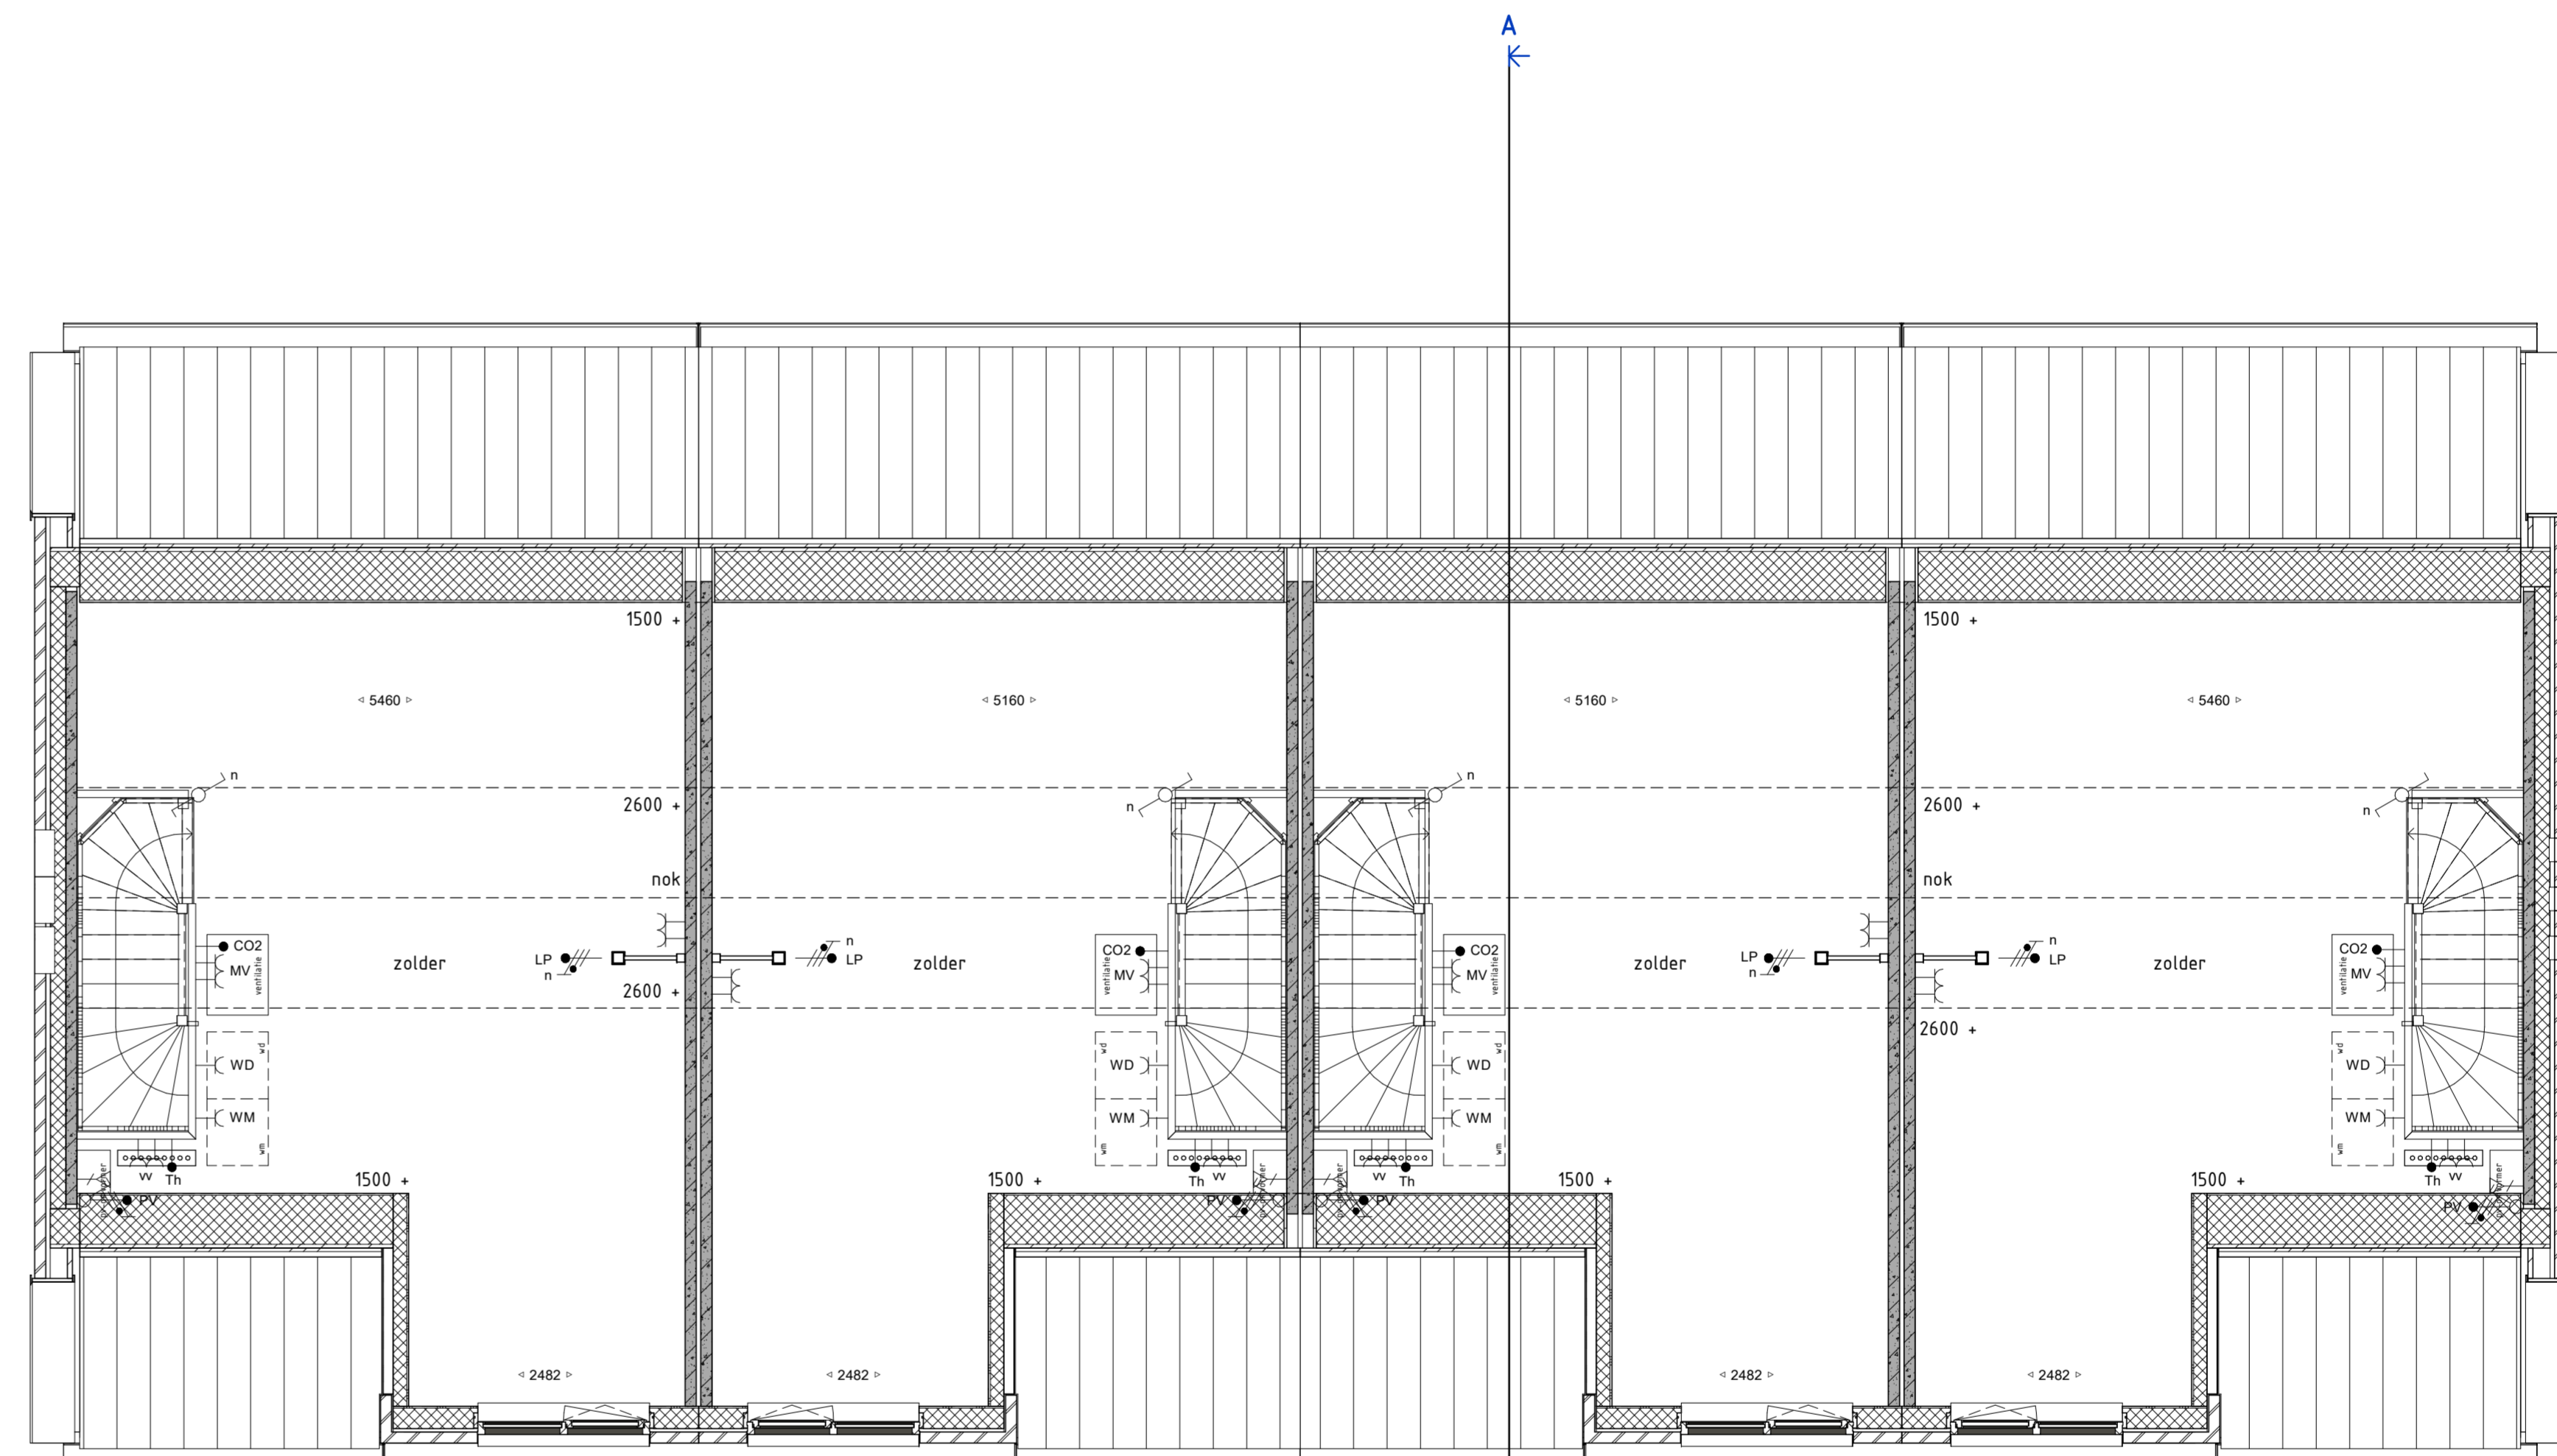 A
1500 +
1500 +
5460
5160
5160
5460
n
n
n
n
2600 +
2600 +
nok
nok
CO2
MV
ventilatie
zolder
LP
n
n
LP
zolder
CO2
MV
ventilatie
CO2
MV
ventilatie
zolder
LP
n
n
LP
zolder
CO2
MV
ventilatie
2600 +
2600 +
wd
WD
WM
wm
wd
WD
WM
wm
wd
WD
WM
wm
wd
WD
WM
wm
vv
Th
PV
1500 +
1500 +
Th
vv
PV
vv
Th
PV
1500 +
1500 +
Th
vv
PV
2482
2482
2482
2482